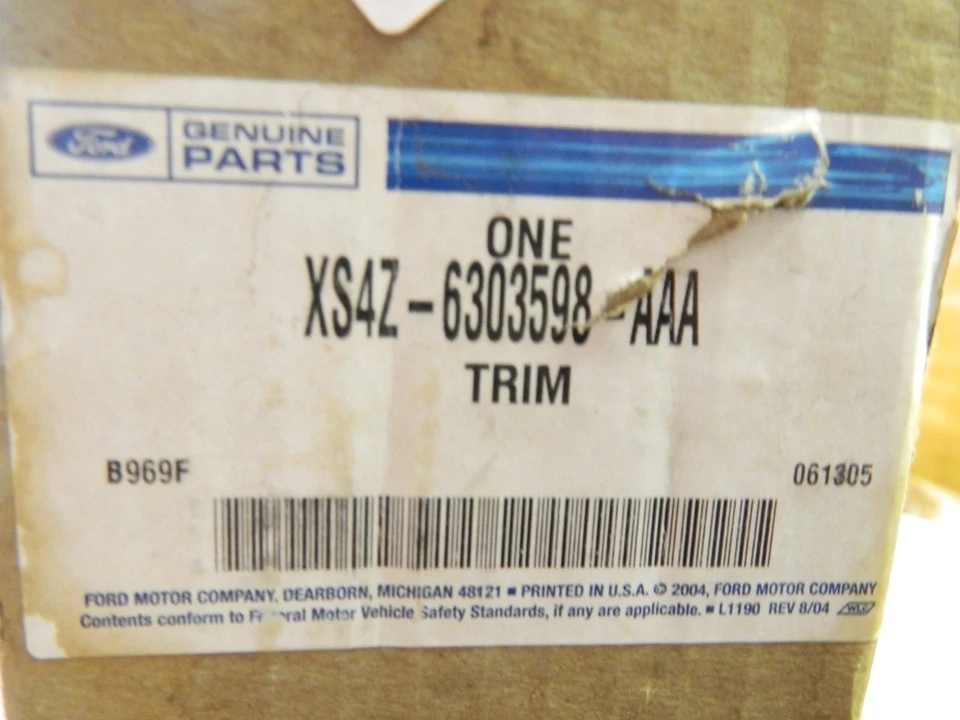 Ford
GENUINE
PARTS
ONE
XS4Z-6303598-AAA
TRIM
B969F
061305
FORD MOTOR COMPANY, DEARBORN, MICHIGAN 48121 ■ PRINTED IN U.S.A. © 2004, FORD MOTOR COMPANY
Contents conform to Motor Vehicle Safety Standards, if any are applicable. ■ L1190 REV 8/04